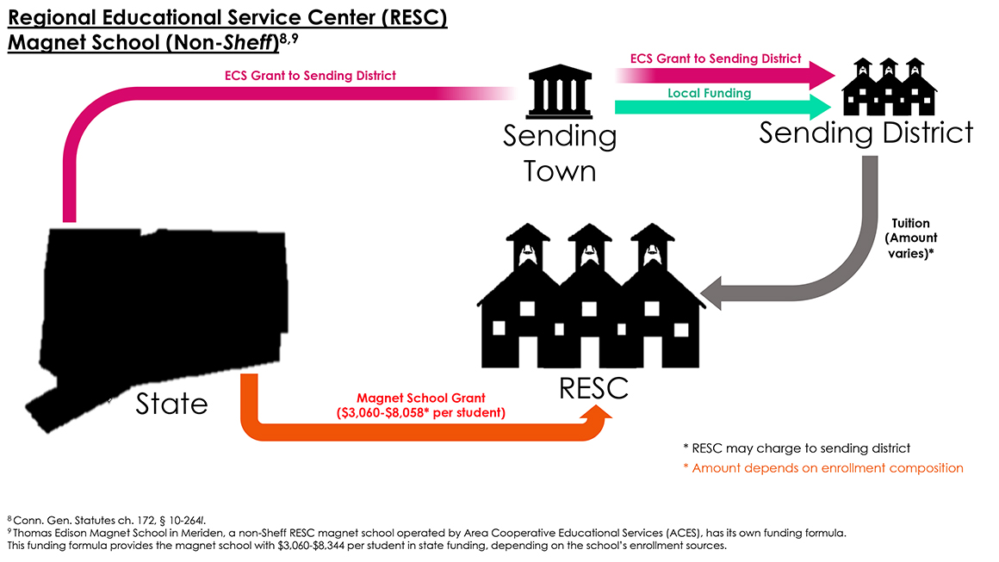 Regional Educational Service Center (RESC)
Magnet School (Non-Sheff)8,9
ECS Grant to Sending District
ECS Grant to Sending District
Local Funding
Sending
Town
Sending District
Tuition
(Amount
varies)*
State
RESC
Magnet School Grant
($3,060-$8,058* per student)
* RESC may charge to sending district
* Amount depends on enrollment composition
8 Conn. Gen. Statutes ch. 172, § 10-264l.
9 Thomas Edison Magnet School in Meriden, a non-Sheff RESC magnet school operated by Area Cooperative Educational Services (ACES), has its own funding formula.
This funding formula provides the magnet school with $3,060-$8,344 per student in state funding, depending on the school’s enrollment sources.